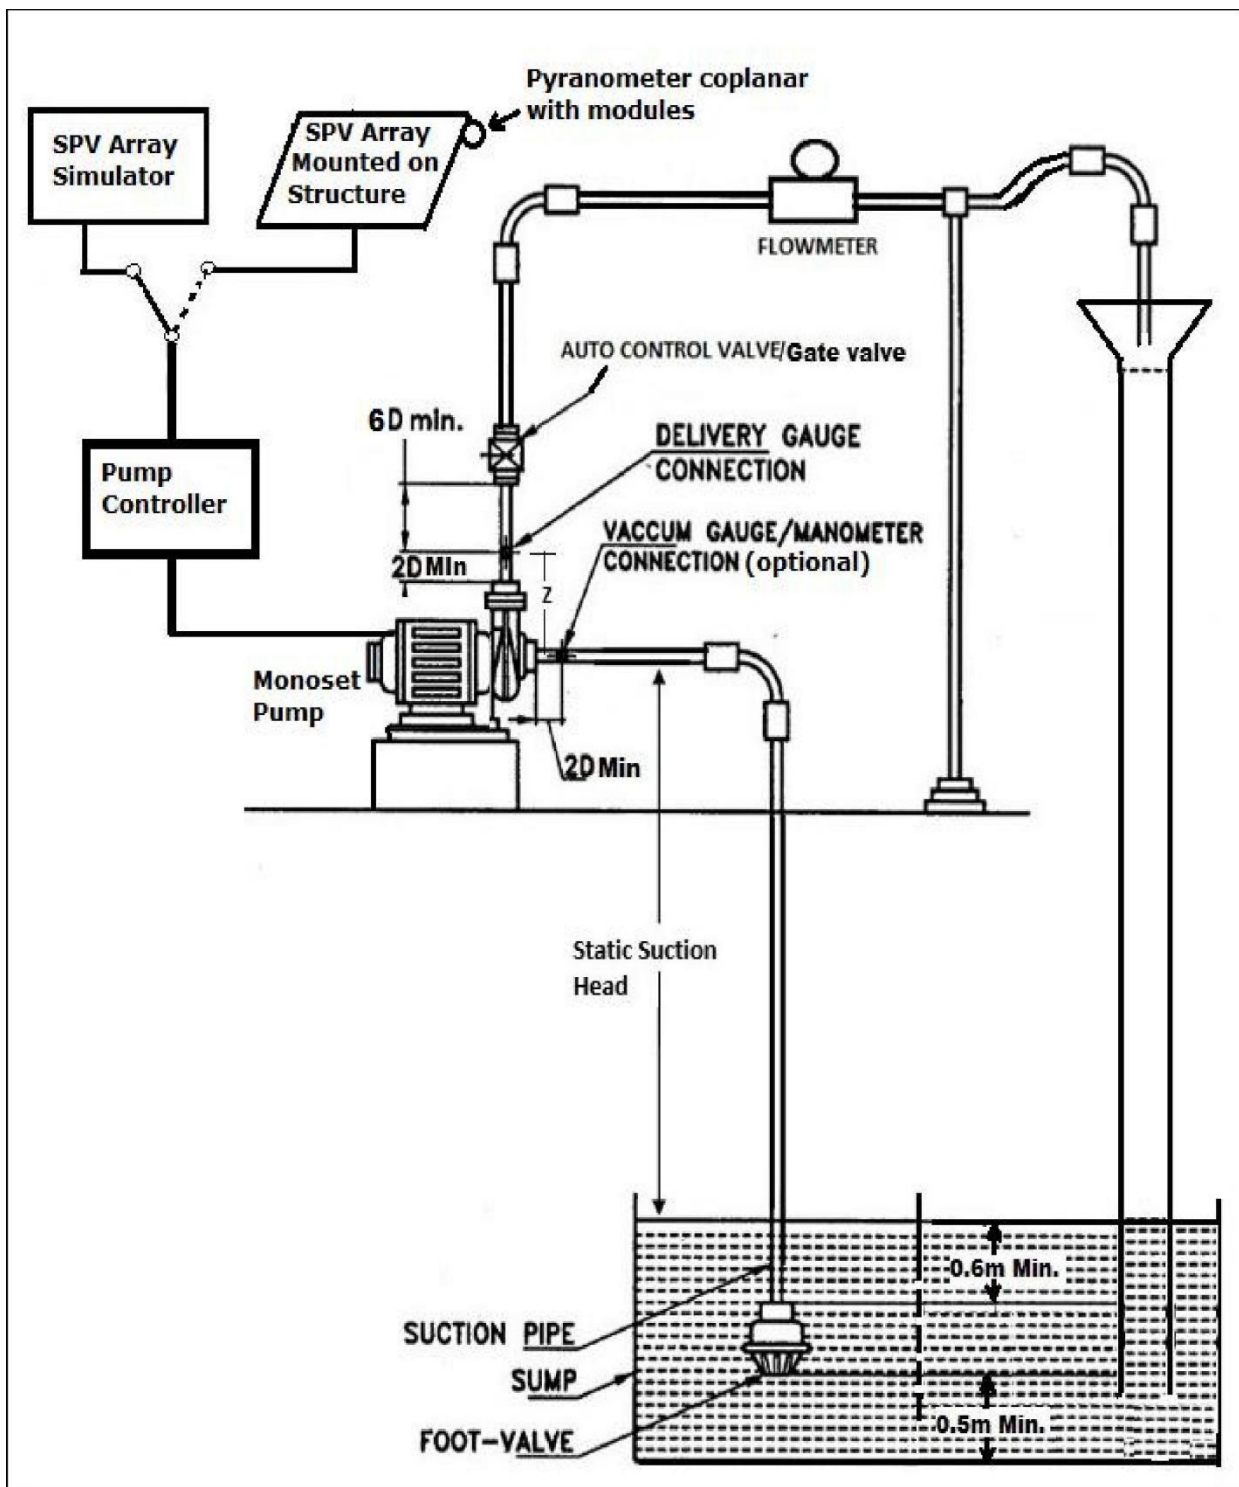 Pyranometer coplanar
with modules
SPV Array
Simulator
SPV Array
Mounted on
Structure
FLOWMETER
AUTO CONTROL VALVE/Gate valve
6D min.
DELIVERY GAUGE
CONNECTION
Pump
Controller
VACCUM GAUGE/MANOMETER
CONNECTION (optional)
2D MIn
Z
Monoset
Pump
2D Min
Static Suction
Head
0.6m Min.
SUCTION PIPE
SUMP
0.5m Min.
FOOT-VALVE